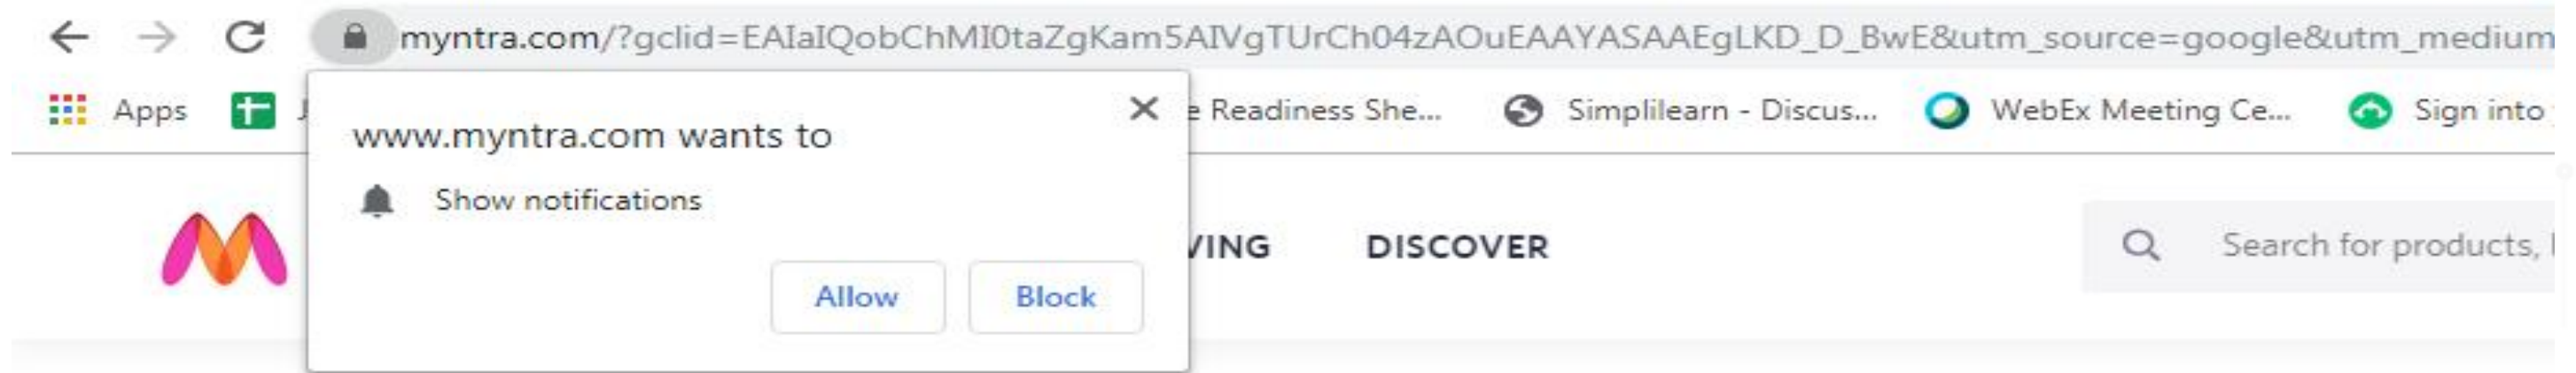 myntra.com/?gclid=EAIaIQobChMI0taZgKam5AIVgTUrCh04zAOuEAAYASAAEgLKD_D_BwE&utm_source=google&utm_medium
Apps Readiness She... Simplilearn - Discus... WebEx Meeting Ce... Sign into
www.myntra.com wants to
Show notifications
DISCOVER Search for products,
Allow Block